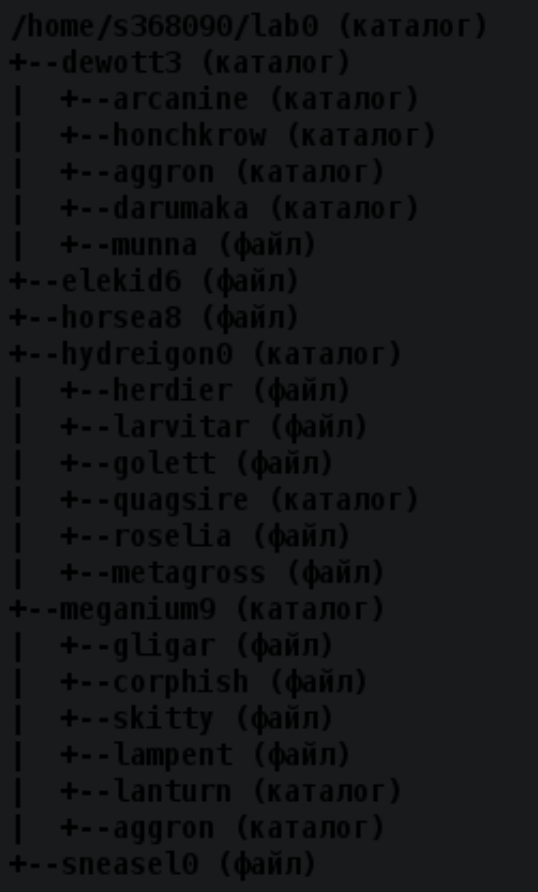 /home/s368090/lab0 (каталог)
+--dewott3 (каталог)
|  +--arcanine (каталог)
|  +--honchkrow (каталог)
|  +--aggron (каталог)
|  +--darumaka (каталог)
|  +--munna (файл)
+--elekid6 (файл)
+--horsea8 (файл)
+--hydreigon0 (каталог)
|  +--herdier (файл)
|  +--larvitar (файл)
|  +--golett (файл)
|  +--quagsire (каталог)
|  +--roselia (файл)
|  +--metagross (файл)
+--meganium9 (каталог)
|  +--gligar (файл)
|  +--corphish (файл)
|  +--skitty (файл)
|  +--lampent (файл)
|  +--lanturn (каталог)
|  +--aggron (каталог)
+--sneasel0 (файл)